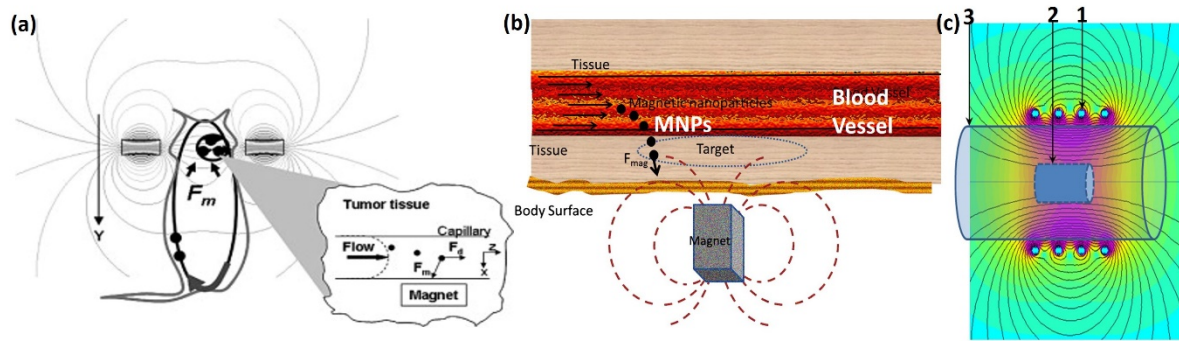 (a)
F_m
Y
Tumor tissue
Capillary
Flow
F_d
F_m
Z
X
Magnet
(b)
Tissue
Magnetic nanoparticles
Blood
Vessel
MNPs
Tissue
Target
F_mag
Body Surface
Magnet
(c)
3 2 1